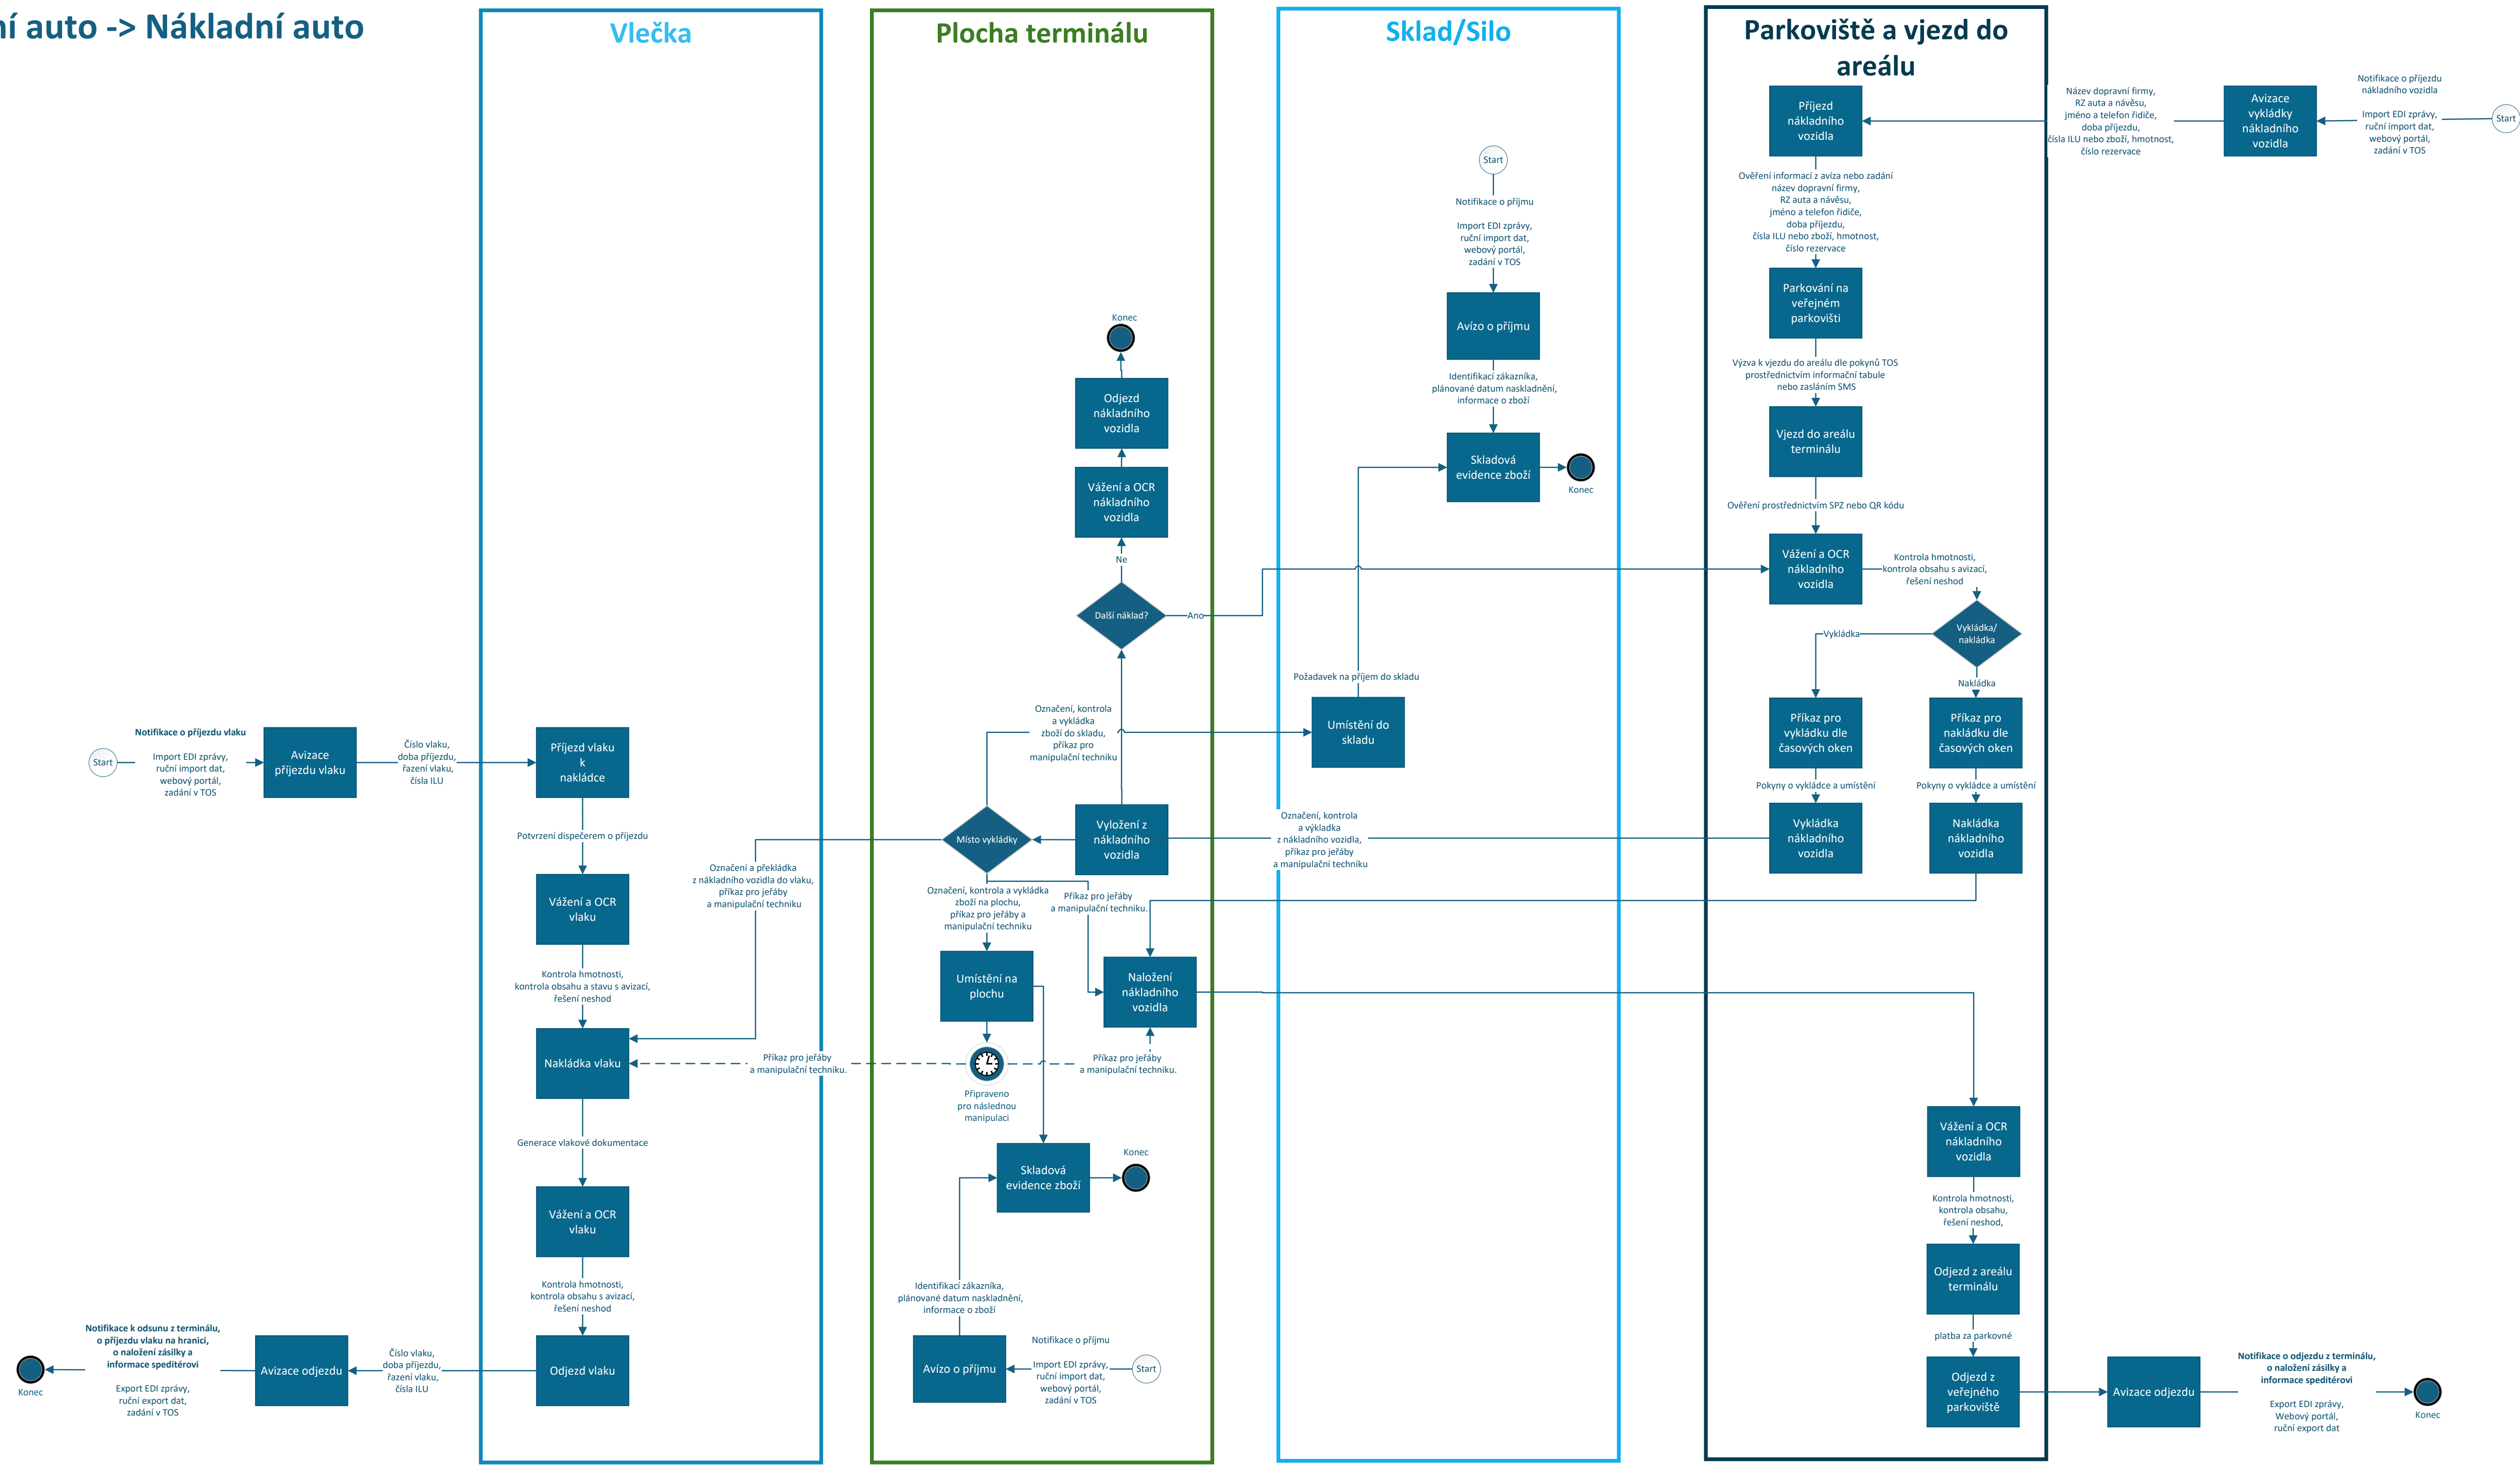 ní auto -> Nákladní auto
Vlečka
Plocha terminálu
Sklad/Silo
Parkoviště a vjezd do
areálu
Start
Notifikace o příjezdu
nákladního vozidla
Import EDI zprávy,
ruční import dat,
webový portál,
zadání v TOS
Avizace
vykládky
nákladního
vozidla
Název dopravní firmy,
RZ auta a návěsu,
jméno a telefon řidiče,
doba příjezdu,
čísla ILU nebo zboží, hmotnost,
číslo rezervace
Příjezd
nákladního
vozidla
Ověření informací z avíza nebo zadání
název dopravní firmy,
RZ auta a návěsu,
jméno a telefon řidiče,
doba příjezdu,
čísla ILU nebo zboží, hmotnost,
číslo rezervace
Parkování na
veřejném
parkovišti
Výzva k vjezdu do areálu dle pokynů TOS
prostřednictvím informační tabule
nebo zasláním SMS
Vjezd do areálu
terminálu
Ověření prostřednictvím SPZ nebo QR kódu
Vážení a OCR
nákladního
vozidla
Kontrola hmotnosti,
kontrola obsahu s avizací,
řešení neshod
Vykládka/
nakládka
Vykládka
Nakládka
Příkaz pro
vykládku dle
časových oken
Příkaz pro
nakládku dle
časových oken
Pokyny o vykládce a umístění
Pokyny o vykládce a umístění
Vykládka
nákladního
vozidla
Nakládka
nákladního
vozidla
Start
Notifikace o příjmu
Import EDI zprávy,
ruční import dat,
webový portál,
zadání v TOS
Avízo o příjmu
Identifikací zákazníka,
plánované datum naskladnění,
informace o zboží
Skladová
evidence zboží
Konec
Požadavek na příjem do skladu
Umístění do
skladu
Konec
Odjezd
nákladního
vozidla
Vážení a OCR
nákladního
vozidla
Ne
Další náklad?
Ano
Označení, kontrola
a vykládka
zboží do skladu,
příkaz pro
manipulační techniku
Místo vykládky
Vyložení z
nákladního
vozidla
Označení, kontrola
a výkladka
z nákladního vozidla,
příkaz pro jeřáby
a manipulační techniku
Označení a překládka
z nákladního vozidla do vlaku,
příkaz pro jeřáby
a manipulační techniku
Označení, kontrola a vykládka
zboží na plochu,
příkaz pro jeřáby a
manipulační techniku
Příkaz pro jeřáby
a manipulační techniku.
Umístění na
plochu
Naložení
nákladního
vozidla
Příkaz pro jeřáby
a manipulační techniku.
Příkaz pro jeřáby
a manipulační techniku.
Připraveno
pro následnou
manipulaci
Skladová
evidence zboží
Konec
Identifikací zákazníka,
plánované datum naskladnění,
informace o zboží
Avízo o příjmu
Notifikace o příjmu
Import EDI zprávy,
ruční import dat,
webový portál,
zadání v TOS
Start
Start
Notifikace o příjezdu vlaku
Import EDI zprávy,
ruční import dat,
webový portál,
zadání v TOS
Avizace
příjezdu vlaku
Číslo vlaku,
doba příjezdu,
řazení vlaku,
čísla ILU
Příjezd vlaku
k
nakládce
Potvrzení dispečerem o příjezdu
Vážení a OCR
vlaku
Kontrola hmotnosti,
kontrola obsahu a stavu s avizací,
řešení neshod
Nakládka vlaku
Generace vlakové dokumentace
Vážení a OCR
vlaku
Kontrola hmotnosti,
kontrola obsahu s avizací,
řešení neshod
Odjezd vlaku
Číslo vlaku,
doba příjezdu,
řazení vlaku,
čísla ILU
Avizace odjezdu
Notifikace k odsunu z terminálu,
o příjezdu vlaku na hranici,
o naložení zásilky a
informace speditérovi
Export EDI zprávy,
ruční export dat,
zadání v TOS
Konec
Vážení a OCR
nákladního
vozidla
Kontrola hmotnosti,
kontrola obsahu,
řešení neshod,
Odjezd z areálu
terminálu
platba za parkovné
Odjezd z
veřejného
parkoviště
Avizace odjezdu
Notifikace o odjezdu z terminálu,
o naložení zásilky a
informace speditérovi
Export EDI zprávy,
Webový portál,
ruční export dat
Konec